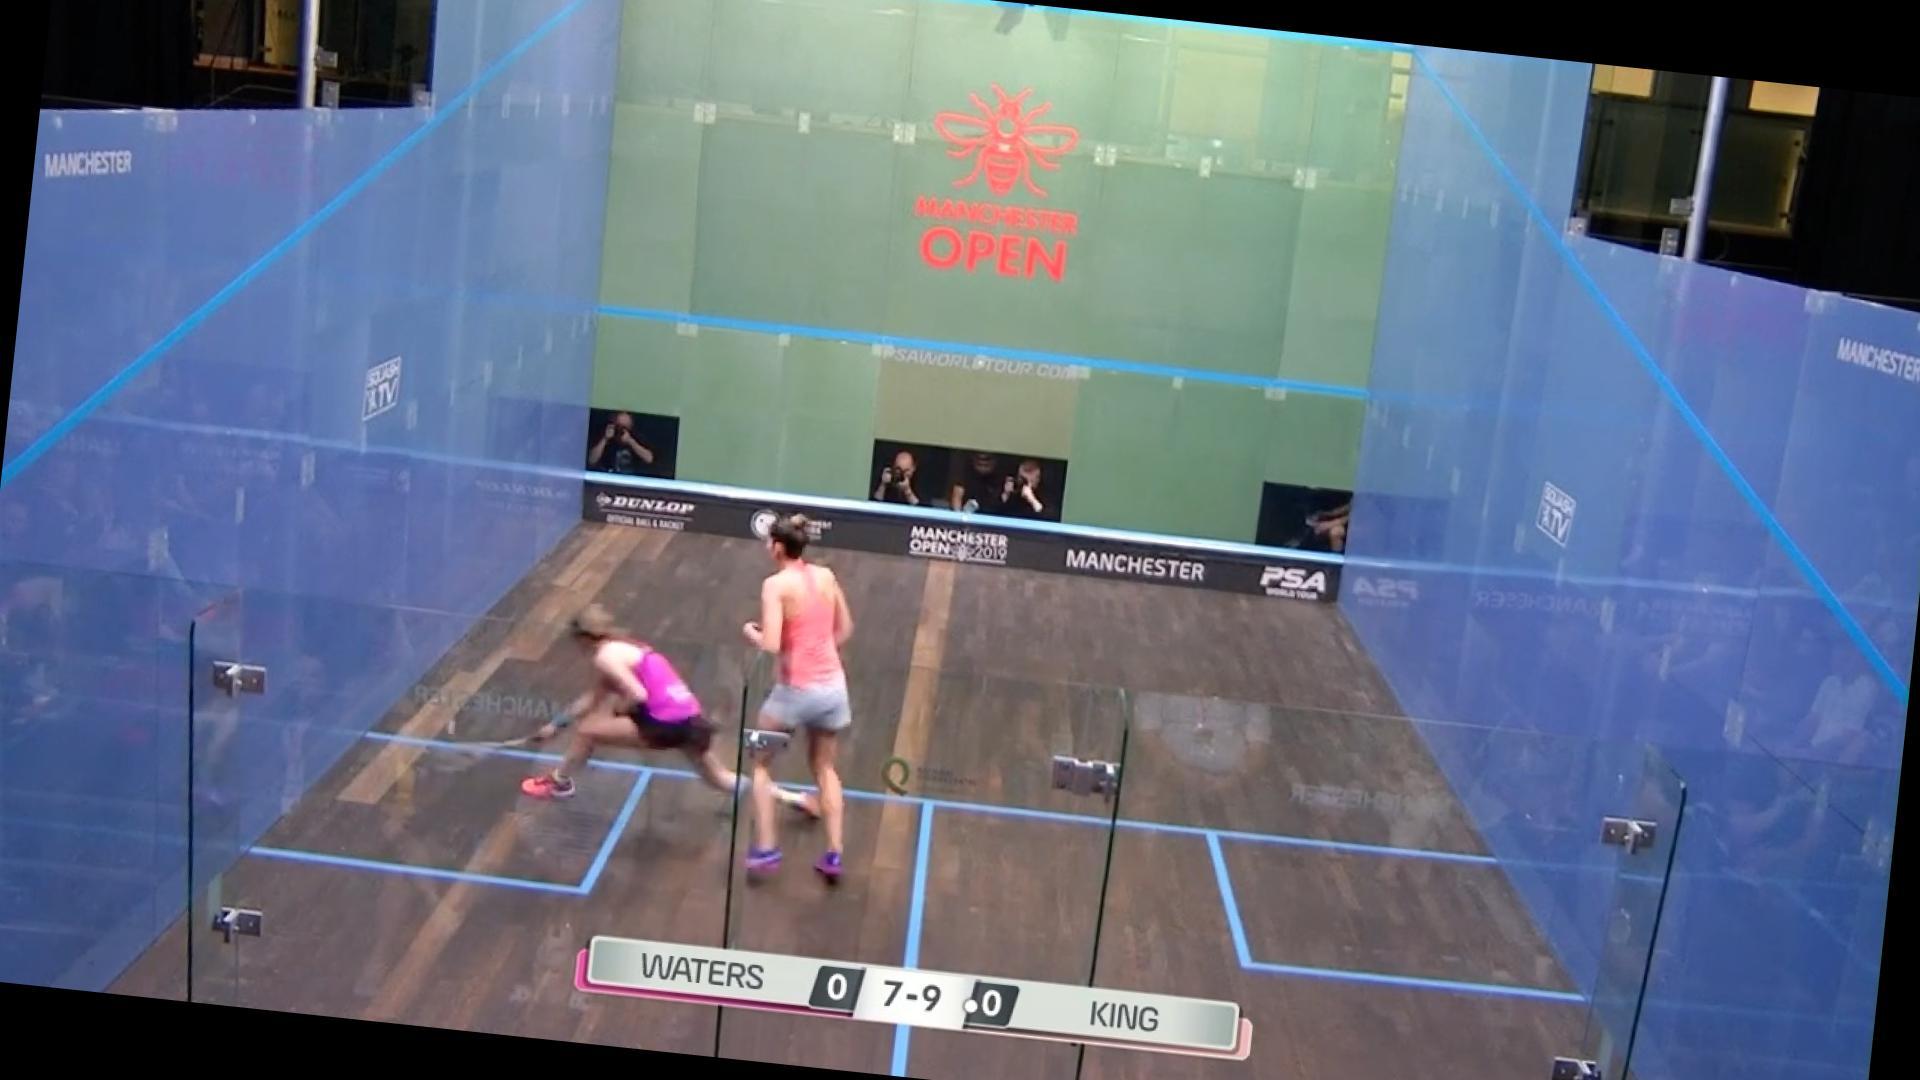 MANCHESTER
MANCHESTER
OPEN
PSAWORLDTOUR.COM
MANCHESTER
SQUASH
TV
SQUASH
TV
DUNLOP
OFFICIAL BALL & RACKET
MANCHESTER
OPEN 2019
MANCHESTER
PSA
WORLD TOUR
WATERS 0 7-9 0 KING